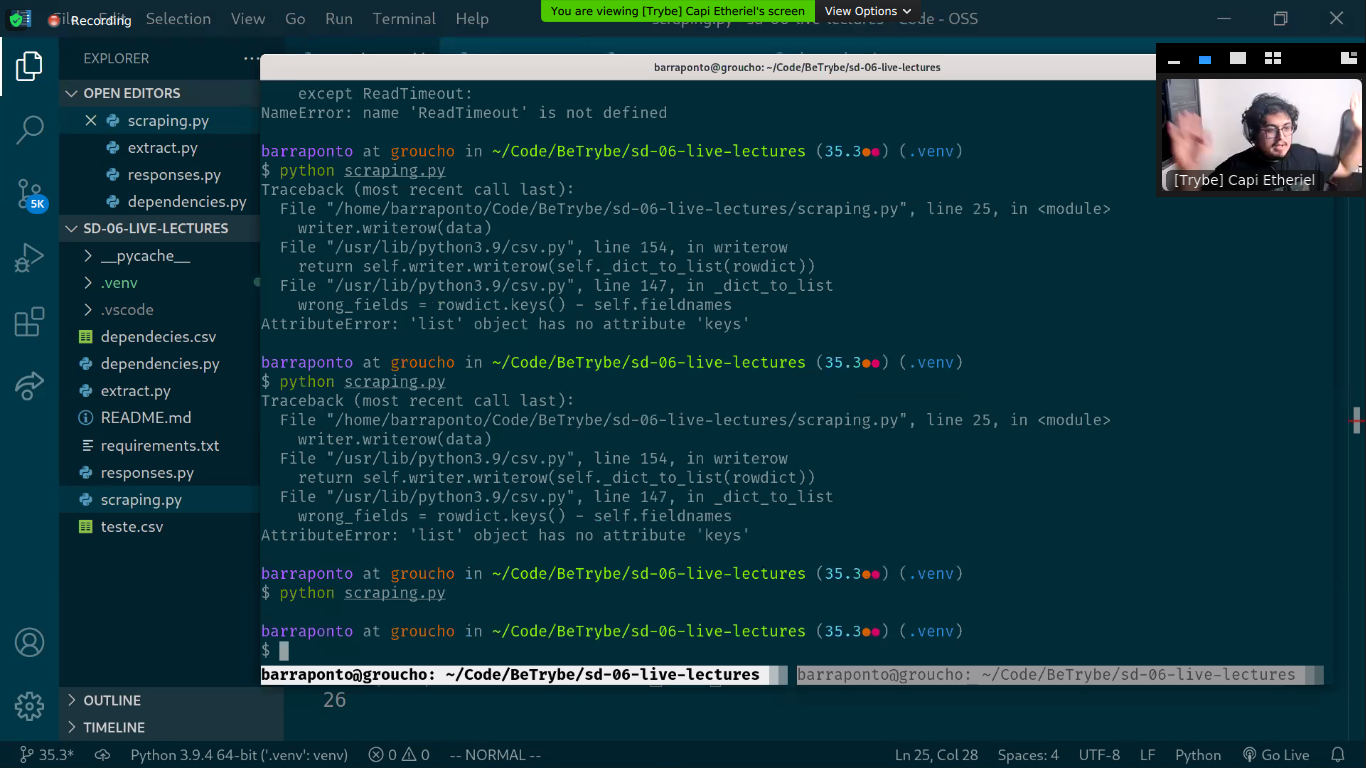 Recording
Edit
Selection
View
Go
Run
Terminal
Help
You are viewing [Trybe] Capi Etheriel's screen
View Options
Code - OSS
EXPLORER
OPEN EDITORS
scraping.py
extract.py
responses.py
dependencies.py
SD-06-LIVE-LECTURES
__pycache__
.venv
.vscode
dependecies.csv
dependencies.py
extract.py
README.md
requirements.txt
responses.py
scraping.py
teste.csv
OUTLINE
TIMELINE
5K
barraponto@groucho: ~/Code/BeTrybe/sd-06-live-lectures
except ReadTimeout:
NameError: name 'ReadTimeout' is not defined
barraponto at groucho in ~/Code/BeTrybe/sd-06-live-lectures (35.3●●) (.venv)
$ python scraping.py
Traceback (most recent call last):
File "/home/barraponto/Code/BeTrybe/sd-06-live-lectures/scraping.py", line 25, in <module>
writer.writerow(data)
File "/usr/lib/python3.9/csv.py", line 154, in writerow
return self.writer.writerow(self._dict_to_list(rowdict))
File "/usr/lib/python3.9/csv.py", line 147, in _dict_to_list
wrong_fields = rowdict.keys() - self.fieldnames
AttributeError: 'list' object has no attribute 'keys'
barraponto at groucho in ~/Code/BeTrybe/sd-06-live-lectures (35.3●●) (.venv)
$ python scraping.py
Traceback (most recent call last):
File "/home/barraponto/Code/BeTrybe/sd-06-live-lectures/scraping.py", line 25, in <module>
writer.writerow(data)
File "/usr/lib/python3.9/csv.py", line 154, in writerow
return self.writer.writerow(self._dict_to_list(rowdict))
File "/usr/lib/python3.9/csv.py", line 147, in _dict_to_list
wrong_fields = rowdict.keys() - self.fieldnames
AttributeError: 'list' object has no attribute 'keys'
barraponto at groucho in ~/Code/BeTrybe/sd-06-live-lectures (35.3●●) (.venv)
$ python scraping.py
barraponto at groucho in ~/Code/BeTrybe/sd-06-live-lectures (35.3●●) (.venv)
$
barraponto@groucho: ~/Code/BeTrybe/sd-06-live-lectures
barraponto@groucho: ~/Code/BeTrybe/sd-06-live-lectures
[Trybe] Capi Etheriel
26
35.3*
Python 3.9.4 64-bit ('.venv': venv)
0
0
-- NORMAL --
Ln 25, Col 28
Spaces: 4
UTF-8
LF
Python
Go Live